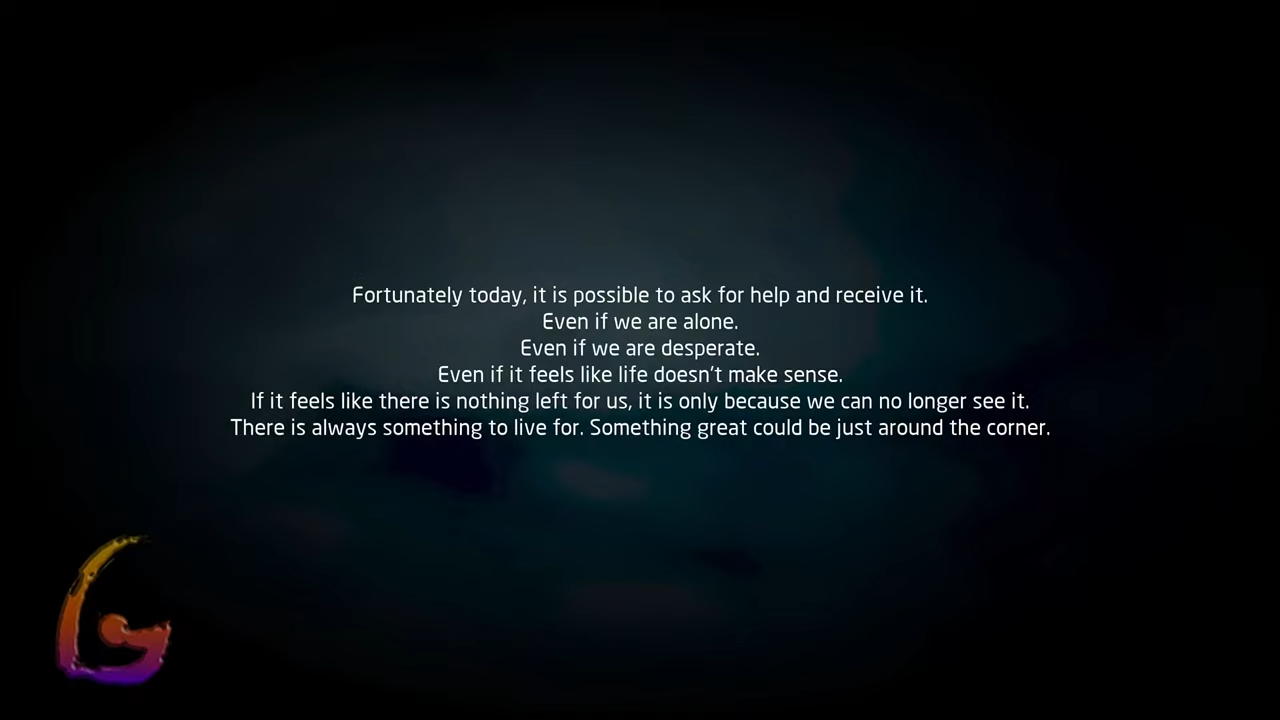 Fortunately today, it is possible to ask for help and receive it.
Even if we are alone.
Even if we are desperate.
Even if it feels like life doesn't make sense.
If it feels like there is nothing left for us, it is only because we can no longer see it.
There is always something to live for. Something great could be just around the corner.